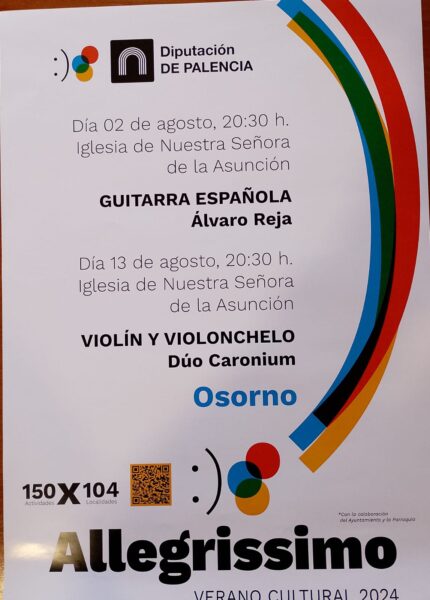 :)
Diputación
DE PALENCIA
Día 02 de agosto, 20:30 h.
Iglesia de Nuestra Señora
de la Asunción
GUITARRA ESPAÑOLA
Álvaro Reja
Día 13 de agosto, 20:30 h.
Iglesia de Nuestra Señora
de la Asunción
VIOLÍN Y VIOLONCHELO
Dúo Caronium
Osorno
150 X 104
Actividades Localidades
:)
*Con la colaboración
del Ayuntamiento y la Parroquia
Allegrissimo
VERANO CULTURAL 2024